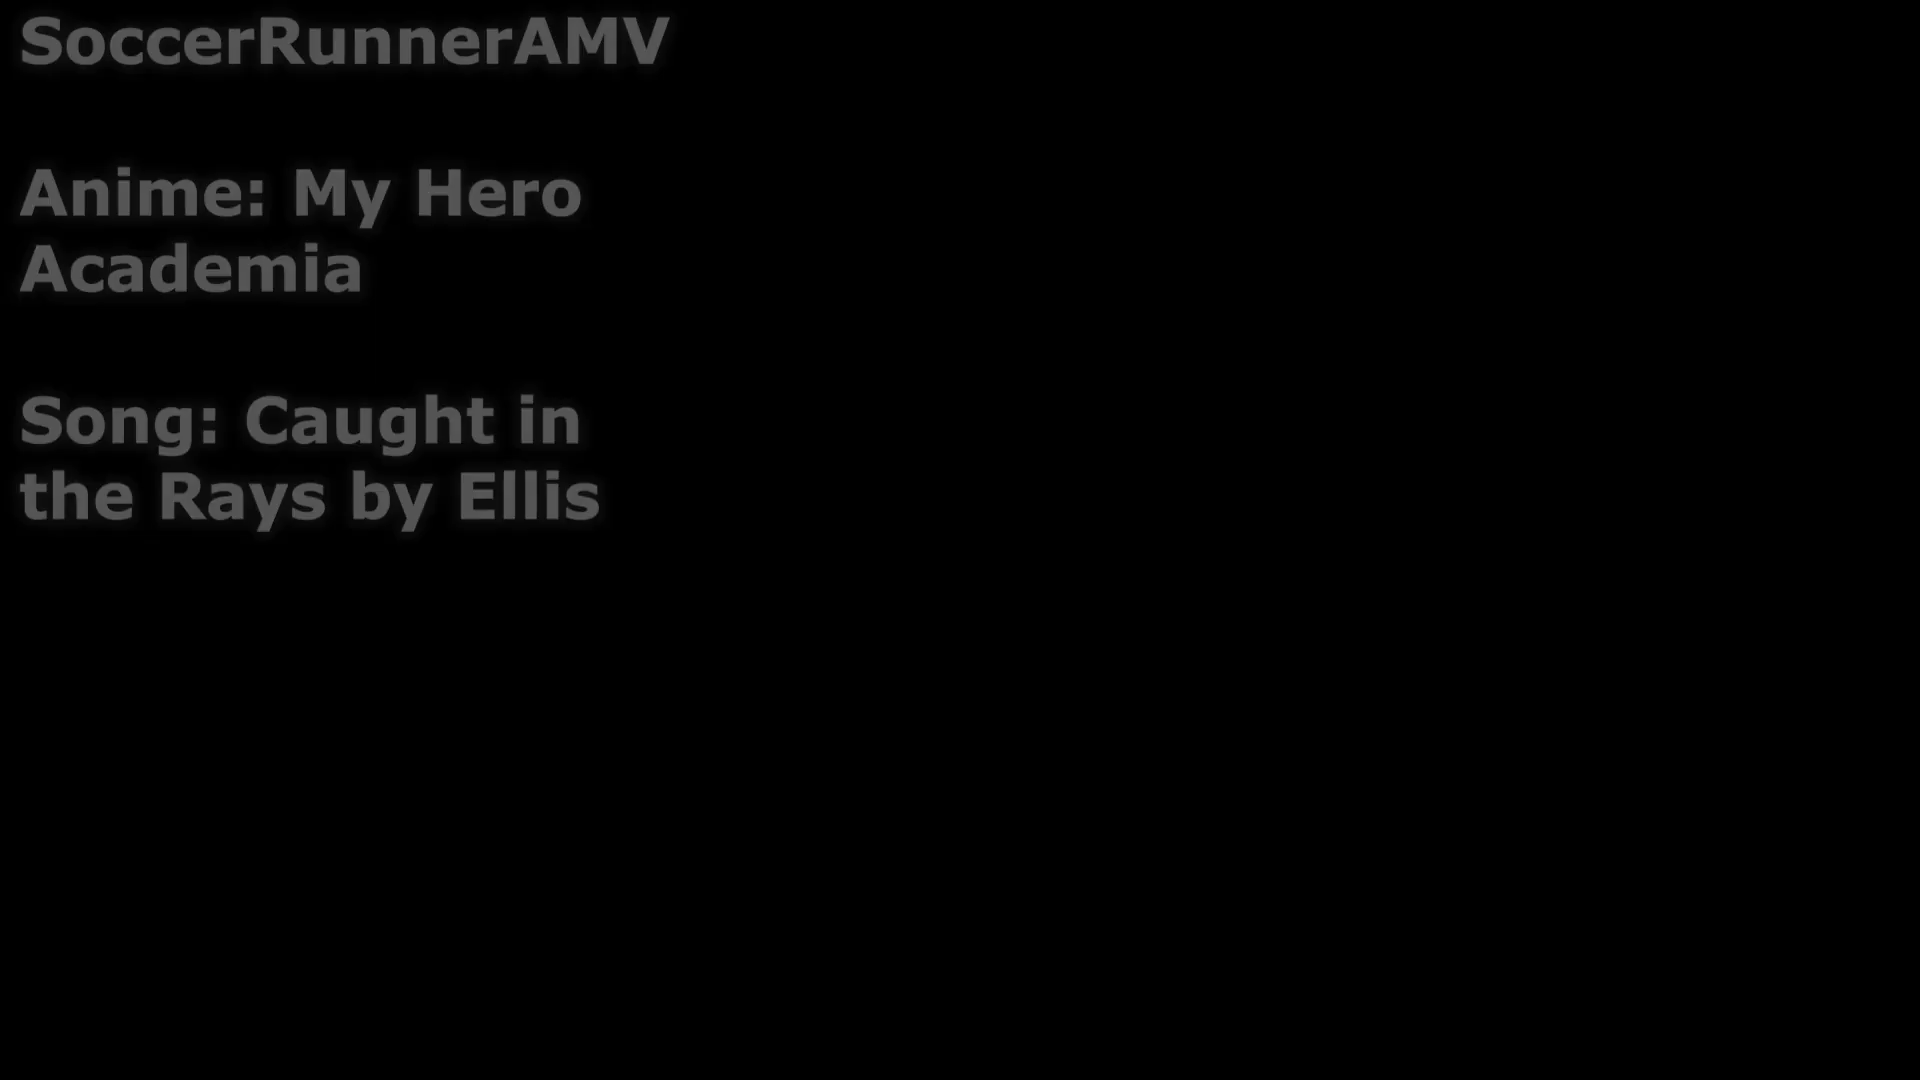 SoccerRunnerAMV
Anime: My Hero
Academia
Song: Caught in
the Rays by Ellis